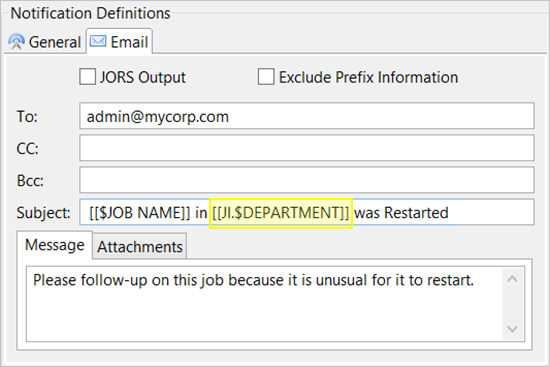 Notification Definitions
General Email
JORS Output Exclude Prefix Information
To: admin@mycorp.com
CC:
Bcc:
Subject: [[$JOB NAME]] in [[JI.$DEPARTMENT]] was Restarted
Message Attachments
Please follow-up on this job because it is unusual for it to restart.